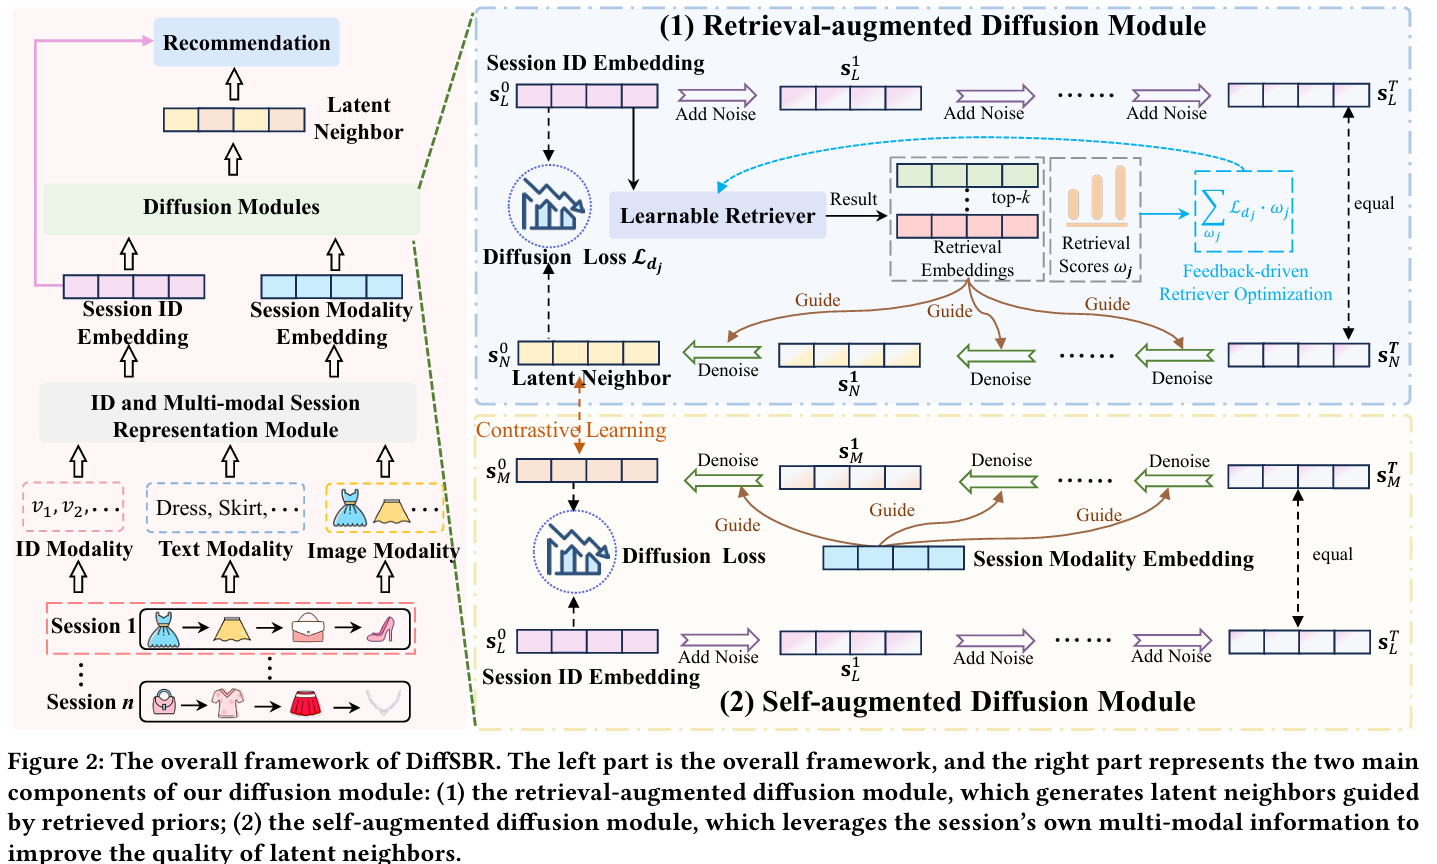 Recommendation
Latent
Neighbor
Diffusion Modules
Session ID
Embedding
Session Modality
Embedding
ID and Multi-modal Session
Representation Module
v₁, v₂, ···
Dress, Skirt, ···
···
ID Modality
Text Modality
Image Modality
Session 1
⋮
⋮
Session n
(1) Retrieval-augmented Diffusion Module
Session ID Embedding
s_L^0
Add Noise
s_L^1
Add Noise
······
Add Noise
s_L^T
Learnable Retriever
Result
top-k
⋮
Retrieval
Embeddings
Retrieval
Scores ω_j
∑_{ω_j} ℒ_{d_j} · ω_j
Feedback-driven
Retriever Optimization
equal
Diffusion Loss ℒ_{d_j}
Guide
Guide
Guide
s_N^0
Latent Neighbor
Denoise
s_N^1
Denoise
······
Denoise
s_N^T
Contrastive Learning
s_M^0
Denoise
s_M^1
Denoise
······
Denoise
s_M^T
Guide
Guide
Guide
Diffusion Loss
Session Modality Embedding
equal
s_L^0
Session ID Embedding
Add Noise
s_L^1
Add Noise
······
Add Noise
s_L^T
(2) Self-augmented Diffusion Module
Figure 2: The overall framework of DiffSBR. The left part is the overall framework, and the right part represents the two main
components of our diffusion module: (1) the retrieval-augmented diffusion module, which generates latent neighbors guided
by retrieved priors; (2) the self-augmented diffusion module, which leverages the session's own multi-modal information to
improve the quality of latent neighbors.